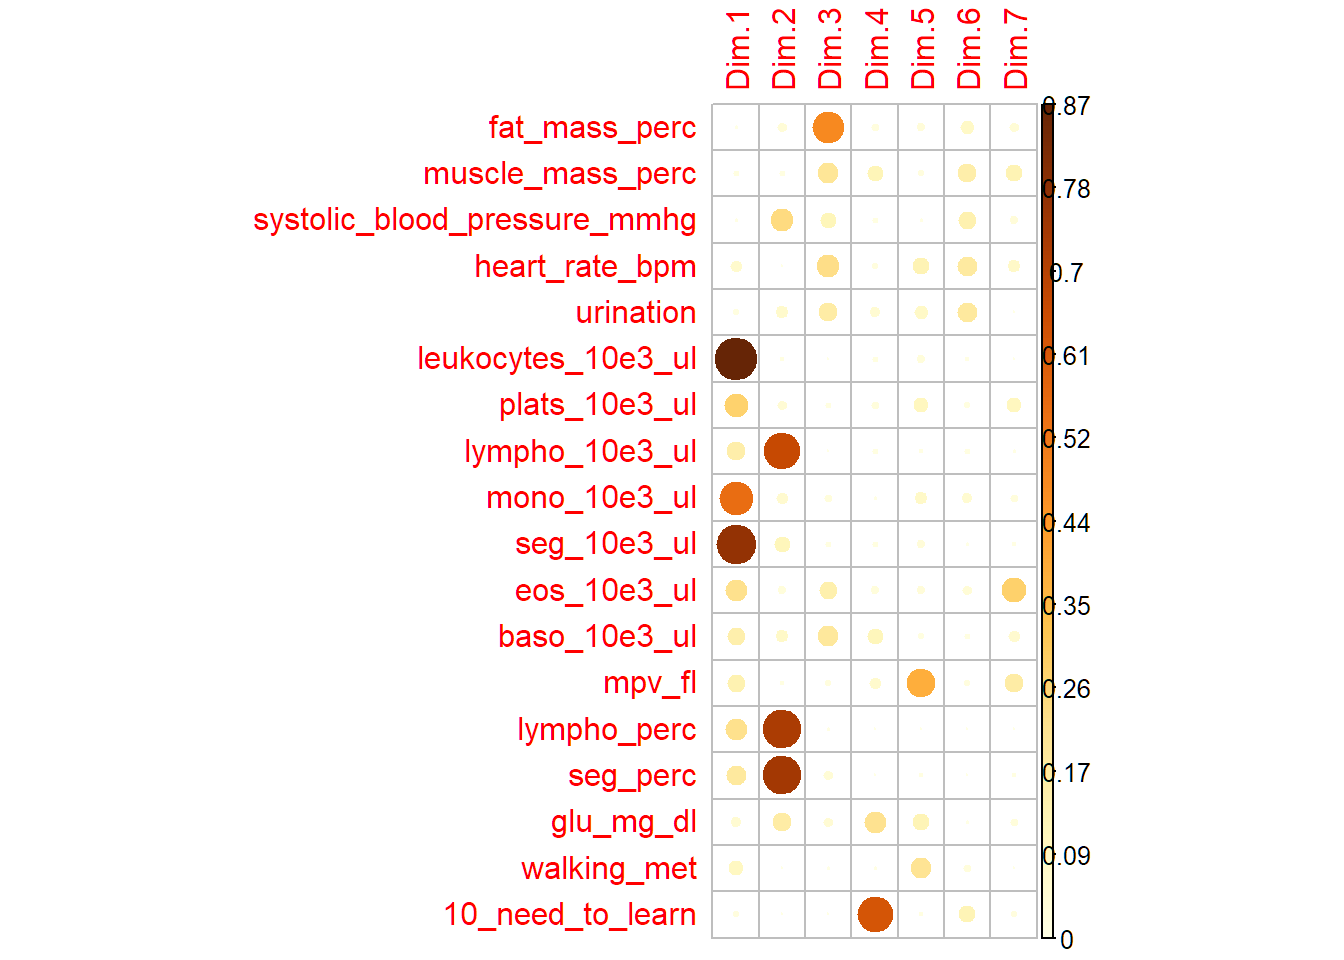 Dim.1
Dim.2
Dim.3
Dim.4
Dim.5
Dim.6
Dim.7
fat_mass_perc
muscle_mass_perc
systolic_blood_pressure_mmhg
heart_rate_bpm
urination
leukocytes_10e3_ul
plats_10e3_ul
lympho_10e3_ul
mono_10e3_ul
seg_10e3_ul
eos_10e3_ul
baso_10e3_ul
mpv_fl
lympho_perc
seg_perc
glu_mg_dl
walking_met
10_need_to_learn
0.87
0.78
0.7
0.61
0.52
0.44
0.35
0.26
0.17
0.09
0